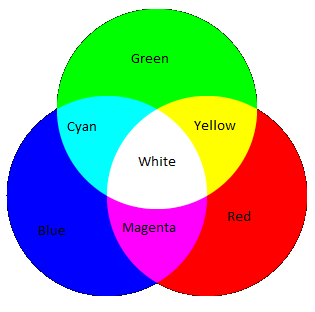 Green
Cyan
Yellow
White
Blue
Magenta
Red